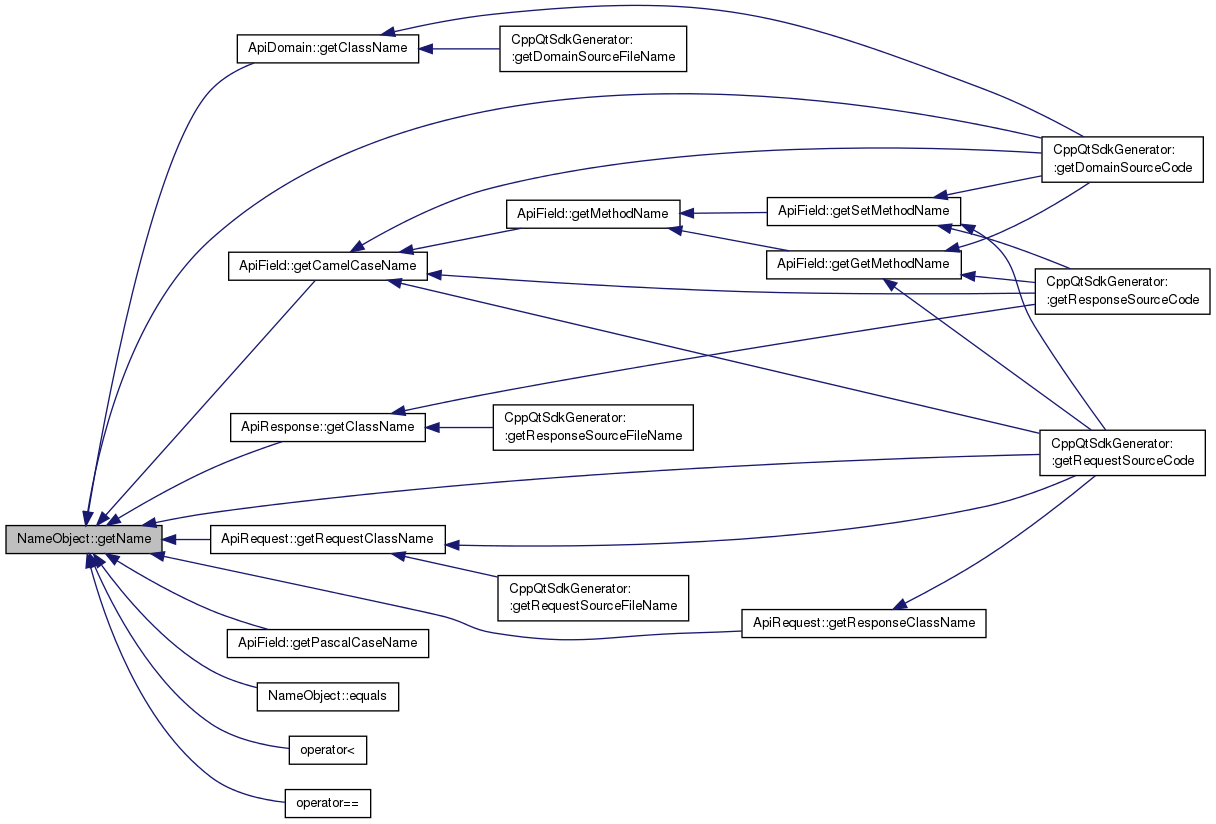 ApiDomain::getClassName
CppQtSdkGenerator:
:getDomainSourceFileName
CppQtSdkGenerator:
:getDomainSourceCode
ApiField::getMethodName
ApiField::getSetMethodName
ApiField::getCamelCaseName
ApiField::getGetMethodName
CppQtSdkGenerator:
:getResponseSourceCode
ApiResponse::getClassName
CppQtSdkGenerator:
:getResponseSourceFileName
CppQtSdkGenerator:
:getRequestSourceCode
NameObject::getName
ApiRequest::getRequestClassName
CppQtSdkGenerator:
:getRequestSourceFileName
ApiRequest::getResponseClassName
ApiField::getPascalCaseName
NameObject::equals
operator<
operator==